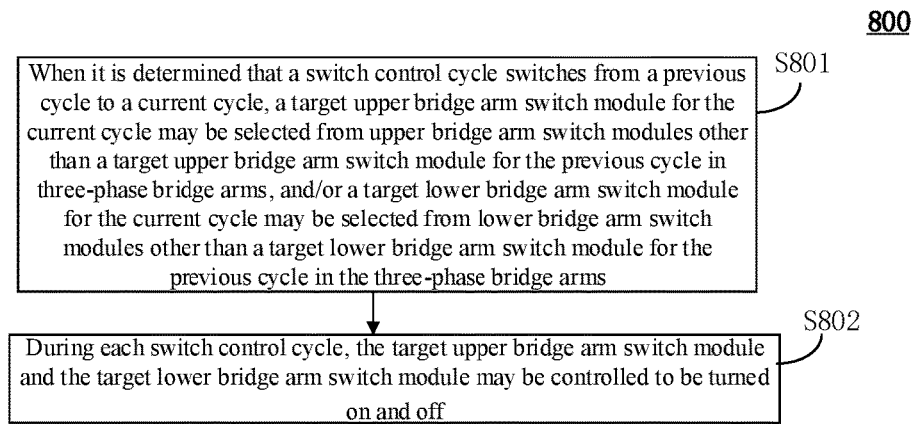 800
S801
When it is determined that a switch control cycle switches from a previous
cycle to a current cycle, a target upper bridge arm switch module for the
current cycle may be selected from upper bridge arm switch modules other
than a target upper bridge arm switch module for the previous cycle in
three-phase bridge arms, and/or a target lower bridge arm switch module
for the current cycle may be selected from lower bridge arm switch
modules other than a target lower bridge arm switch module for the
previous cycle in the three-phase bridge arms
S802
During each switch control cycle, the target upper bridge arm switch module
and the target lower bridge arm switch module may be controlled to be turned
on and off